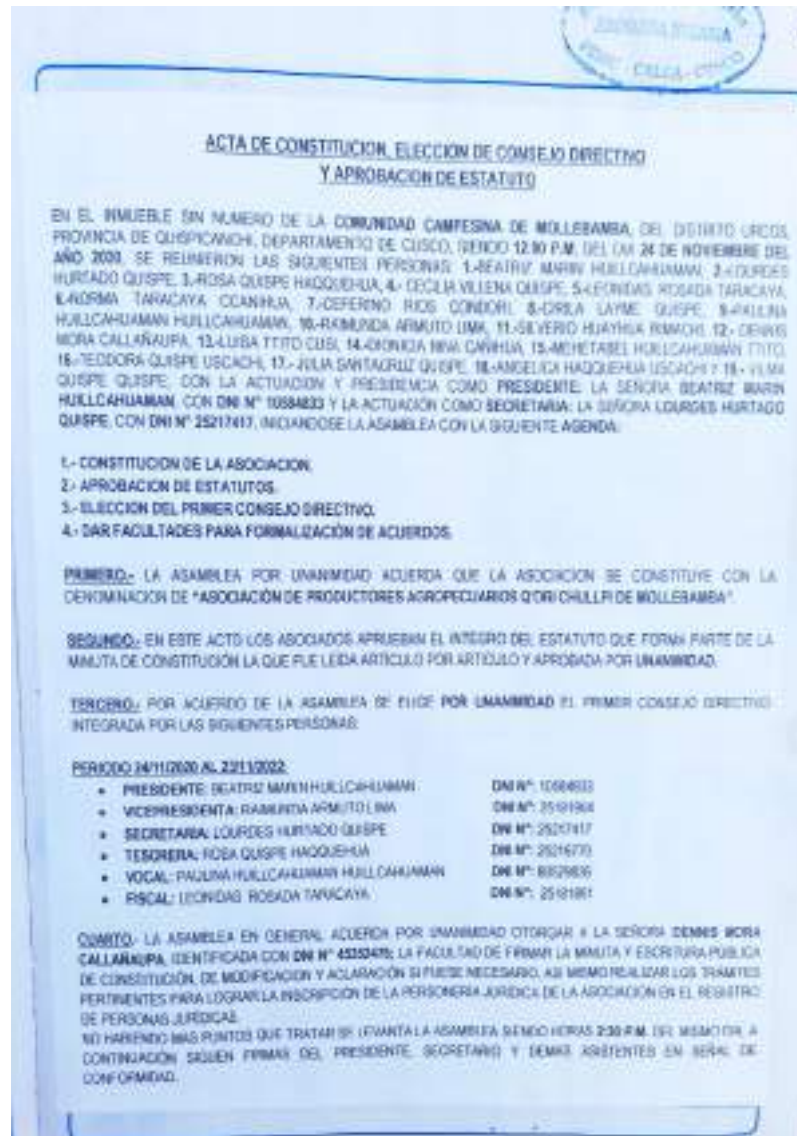 CALCA - CUSCO
ACTA DE CONSTITUCION, ELECCION DE CONSEJO DIRECTIVO
Y APROBACION DE ESTATUTO
EN EL INMUEBLE SIN NUMERO DE LA COMUNIDAD CAMPESINA DE MOLLEBAMBA, DEL DISTRITO URCOS,
PROVINCIA DE QUISPICANCHI, DEPARTAMENTO DE CUSCO, SIENDO 12.00 P.M. DEL DIA 24 DE NOVIEMBRE DEL
AÑO 2020, SE REUNIERON LAS SIGUIENTES PERSONAS: 1.-BEATRIZ MARIN HUILLCAHUAMAN, 2.-LOURDES
HURTADO QUISPE, 3.-ROSA QUISPE HAQQUEHUA, 4.- CECILIA VILLENA QUISPE, 5.-LEONIDAS ROSADA TARACAYA,
6.-NORMA TARACAYA CCANIHUA, 7.-CEFERINO RIOS CONDORI, 8.-CIRILA LAYME QUISPE, 9.-PAULINA
HUILLCAHUAMAN HUILLCAHUAMAN, 10.-RAIMUNDA ARMUTO LIMA, 11.-SILVERIO HUAYHUA RIMACHI, 12.- DENNIS
MORA CALLAÑAUPA, 13.-LUISA TTITO CUSI, 14.-DIONICIA NINA CAÑIHUA, 15.-MEHETABEL HUILLCAHUAMAN TTITO,
16.-TEODORA QUISPE USCACHI, 17.- JULIA SANTACRUZ QUISPE, 18.-ANGELICA HAQQUEHUA USCACHI Y 19.- VILMA
QUISPE QUISPE, CON LA ACTUACION Y PRESIDENCIA COMO PRESIDENTE: LA SEÑORA BEATRIZ MARIN
HUILLCAHUAMAN, CON DNI N° 10584833 Y LA ACTUACIÓN COMO SECRETARIA: LA SEÑORA LOURDES HURTADO
QUISPE, CON DNI N° 25217417, INICIANDOSE LA ASAMBLEA CON LA SIGUIENTE AGENDA:
1.- CONSTITUCION DE LA ASOCIACION.
2.- APROBACION DE ESTATUTOS.
3.- ELECCION DEL PRIMER CONSEJO DIRECTIVO.
4.- DAR FACULTADES PARA FORMALIZACIÓN DE ACUERDOS.
PRIMERO.- LA ASAMBLEA POR UNANIMIDAD ACUERDA QUE LA ASOCIACION SE CONSTITUYE CON LA
DENOMINACION DE "ASOCIACIÓN DE PRODUCTORES AGROPECUARIOS Q'ORI CHULLPI DE MOLLEBAMBA".
SEGUNDO.- EN ESTE ACTO LOS ASOCIADOS APRUEBAN EL INTEGRO DEL ESTATUTO QUE FORMA PARTE DE LA
MINUTA DE CONSTITUCIÓN LA QUE FUE LEIDA ARTICULO POR ARTICULO Y APROBADA POR UNANIMIDAD.
TERCERO.- POR ACUERDO DE LA ASAMBLEA SE ELIGE POR UNANIMIDAD EL PRIMER CONSEJO DIRECTIVO
INTEGRADA POR LAS SIGUIENTES PERSONAS:
PERIODO 24/11/2020 AL 23/11/2022
• PRESIDENTE: BEATRIZ MARIN HUILLCAHUAMAN DNI N°: 10584833
• VICEPRESIDENTA: RAIMUNDA ARMUTO LIMA DNI N°:
• SECRETARIA: LOURDES HURTADO QUISPE DNI N°: 25217417
• TESORERA: ROSA QUISPE HAQQUEHUA DNI N°:
• VOCAL: PAULINA HUILLCAHUAMAN HUILLCAHUAMAN DNI N°:
• FISCAL: LEONIDAS ROSADA TARACAYA DNI N°:
CUARTO.- LA ASAMBLEA EN GENERAL ACUERDA POR UNANIMIDAD OTORGAR A LA SEÑORA DENNIS MORA
CALLAÑAUPA, IDENTIFICADA CON DNI N° LA FACULTAD DE FIRMAR LA MINUTA Y ESCRITURA PUBLICA
DE CONSTITUCIÓN, DE MODIFICACION Y ACLARACIÓN SI FUESE NECESARIO, ASI MISMO REALIZAR LOS TRAMITES
PERTINENTES PARA LOGRAR LA INSCRIPCIÓN DE LA PERSONERIA JURIDICA DE LA ASOCIACIÓN EN EL REGISTRO
DE PERSONAS JURÍDICAS.
NO HABIENDO MAS PUNTOS QUE TRATAR SE LEVANTA LA ASAMBLEA SIENDO HORAS 2:30 P.M. DEL MISMO DIA, A
CONTINUACIÓN SIGUEN FIRMAS DEL PRESIDENTE, SECRETARIO Y DEMAS ASISTENTES EN SEÑAL DE
CONFORMIDAD.